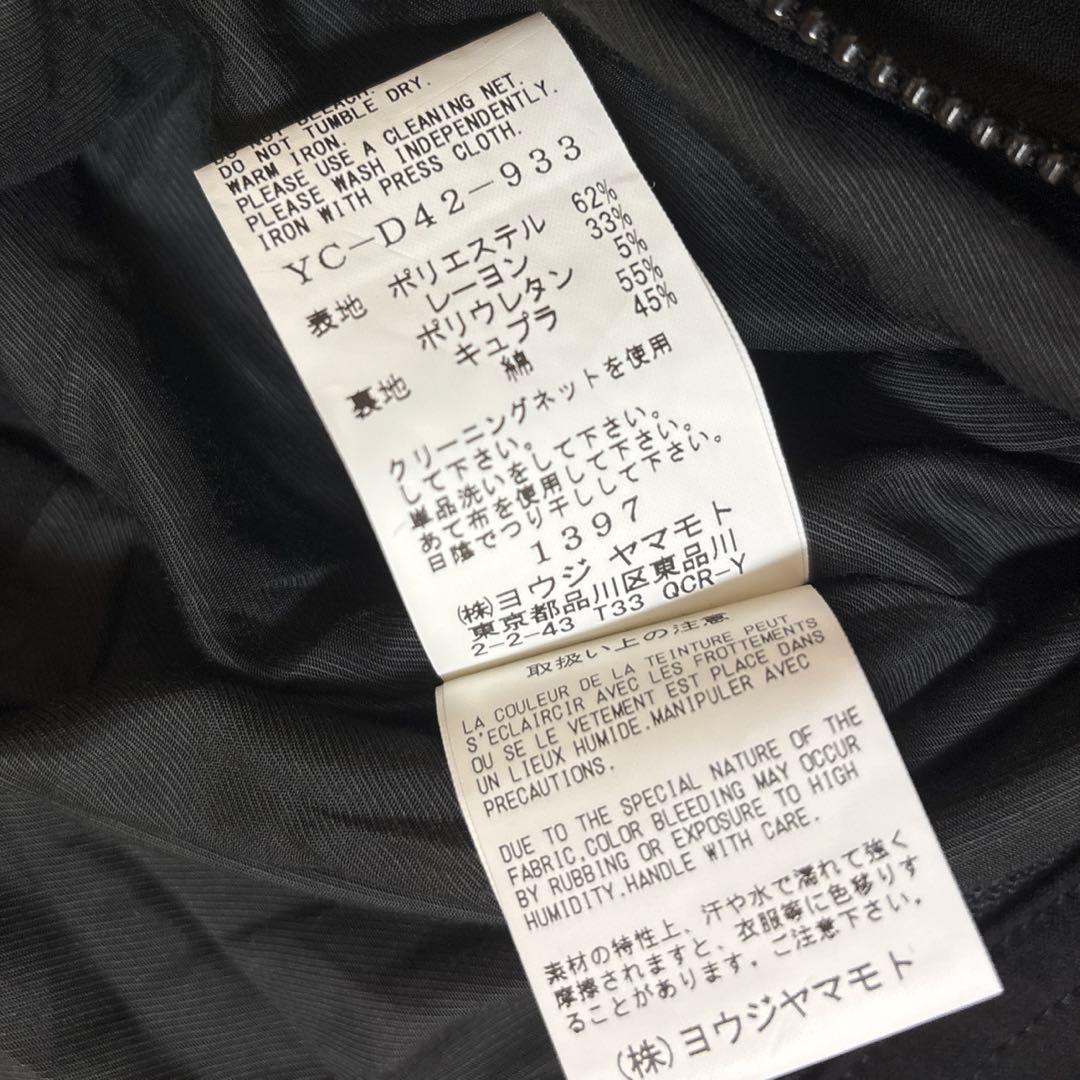 DO NOT BLEACH.
DO NOT TUMBLE DRY.
WARM IRON.
PLEASE USE A CLEANING NET.
PLEASE WASH INDEPENDENTLY.
IRON WITH PRESS CLOTH.
YC-D42-933
表地 ポリエステル 62%
レーヨン 33%
ポリウレタン 5%
裏地 キュプラ 55%
綿 45%
クリーニングネットを使用
して下さい。
単品洗いをして下さい。
あて布を使用して下さい。
日陰でつり干しして下さい。
1397
(株)ヨウジ ヤマモト
東京都品川区東品川
2-2-43 T33 QCR-Y
取扱い上の注意
LA COULEUR DE LA TEINTURE PEUT
S'ECLAIRCIR AVEC LES FROTTEMENTS
OU SE LE VETEMENT EST PLACE DANS
UN LIEUX HUMIDE.MANIPULER AVEC
PRECAUTIONS.
DUE TO THE SPECIAL NATURE OF THE
FABRIC,COLOR BLEEDING MAY OCCUR
BY RUBBING OR EXPOSURE TO HIGH
HUMIDITY.HANDLE WITH CARE.
素材の特性上、汗や水で濡れて強く
摩擦されますと、衣服等に色移りす
ることがあります。ご注意下さい。
(株)ヨウジヤマモト